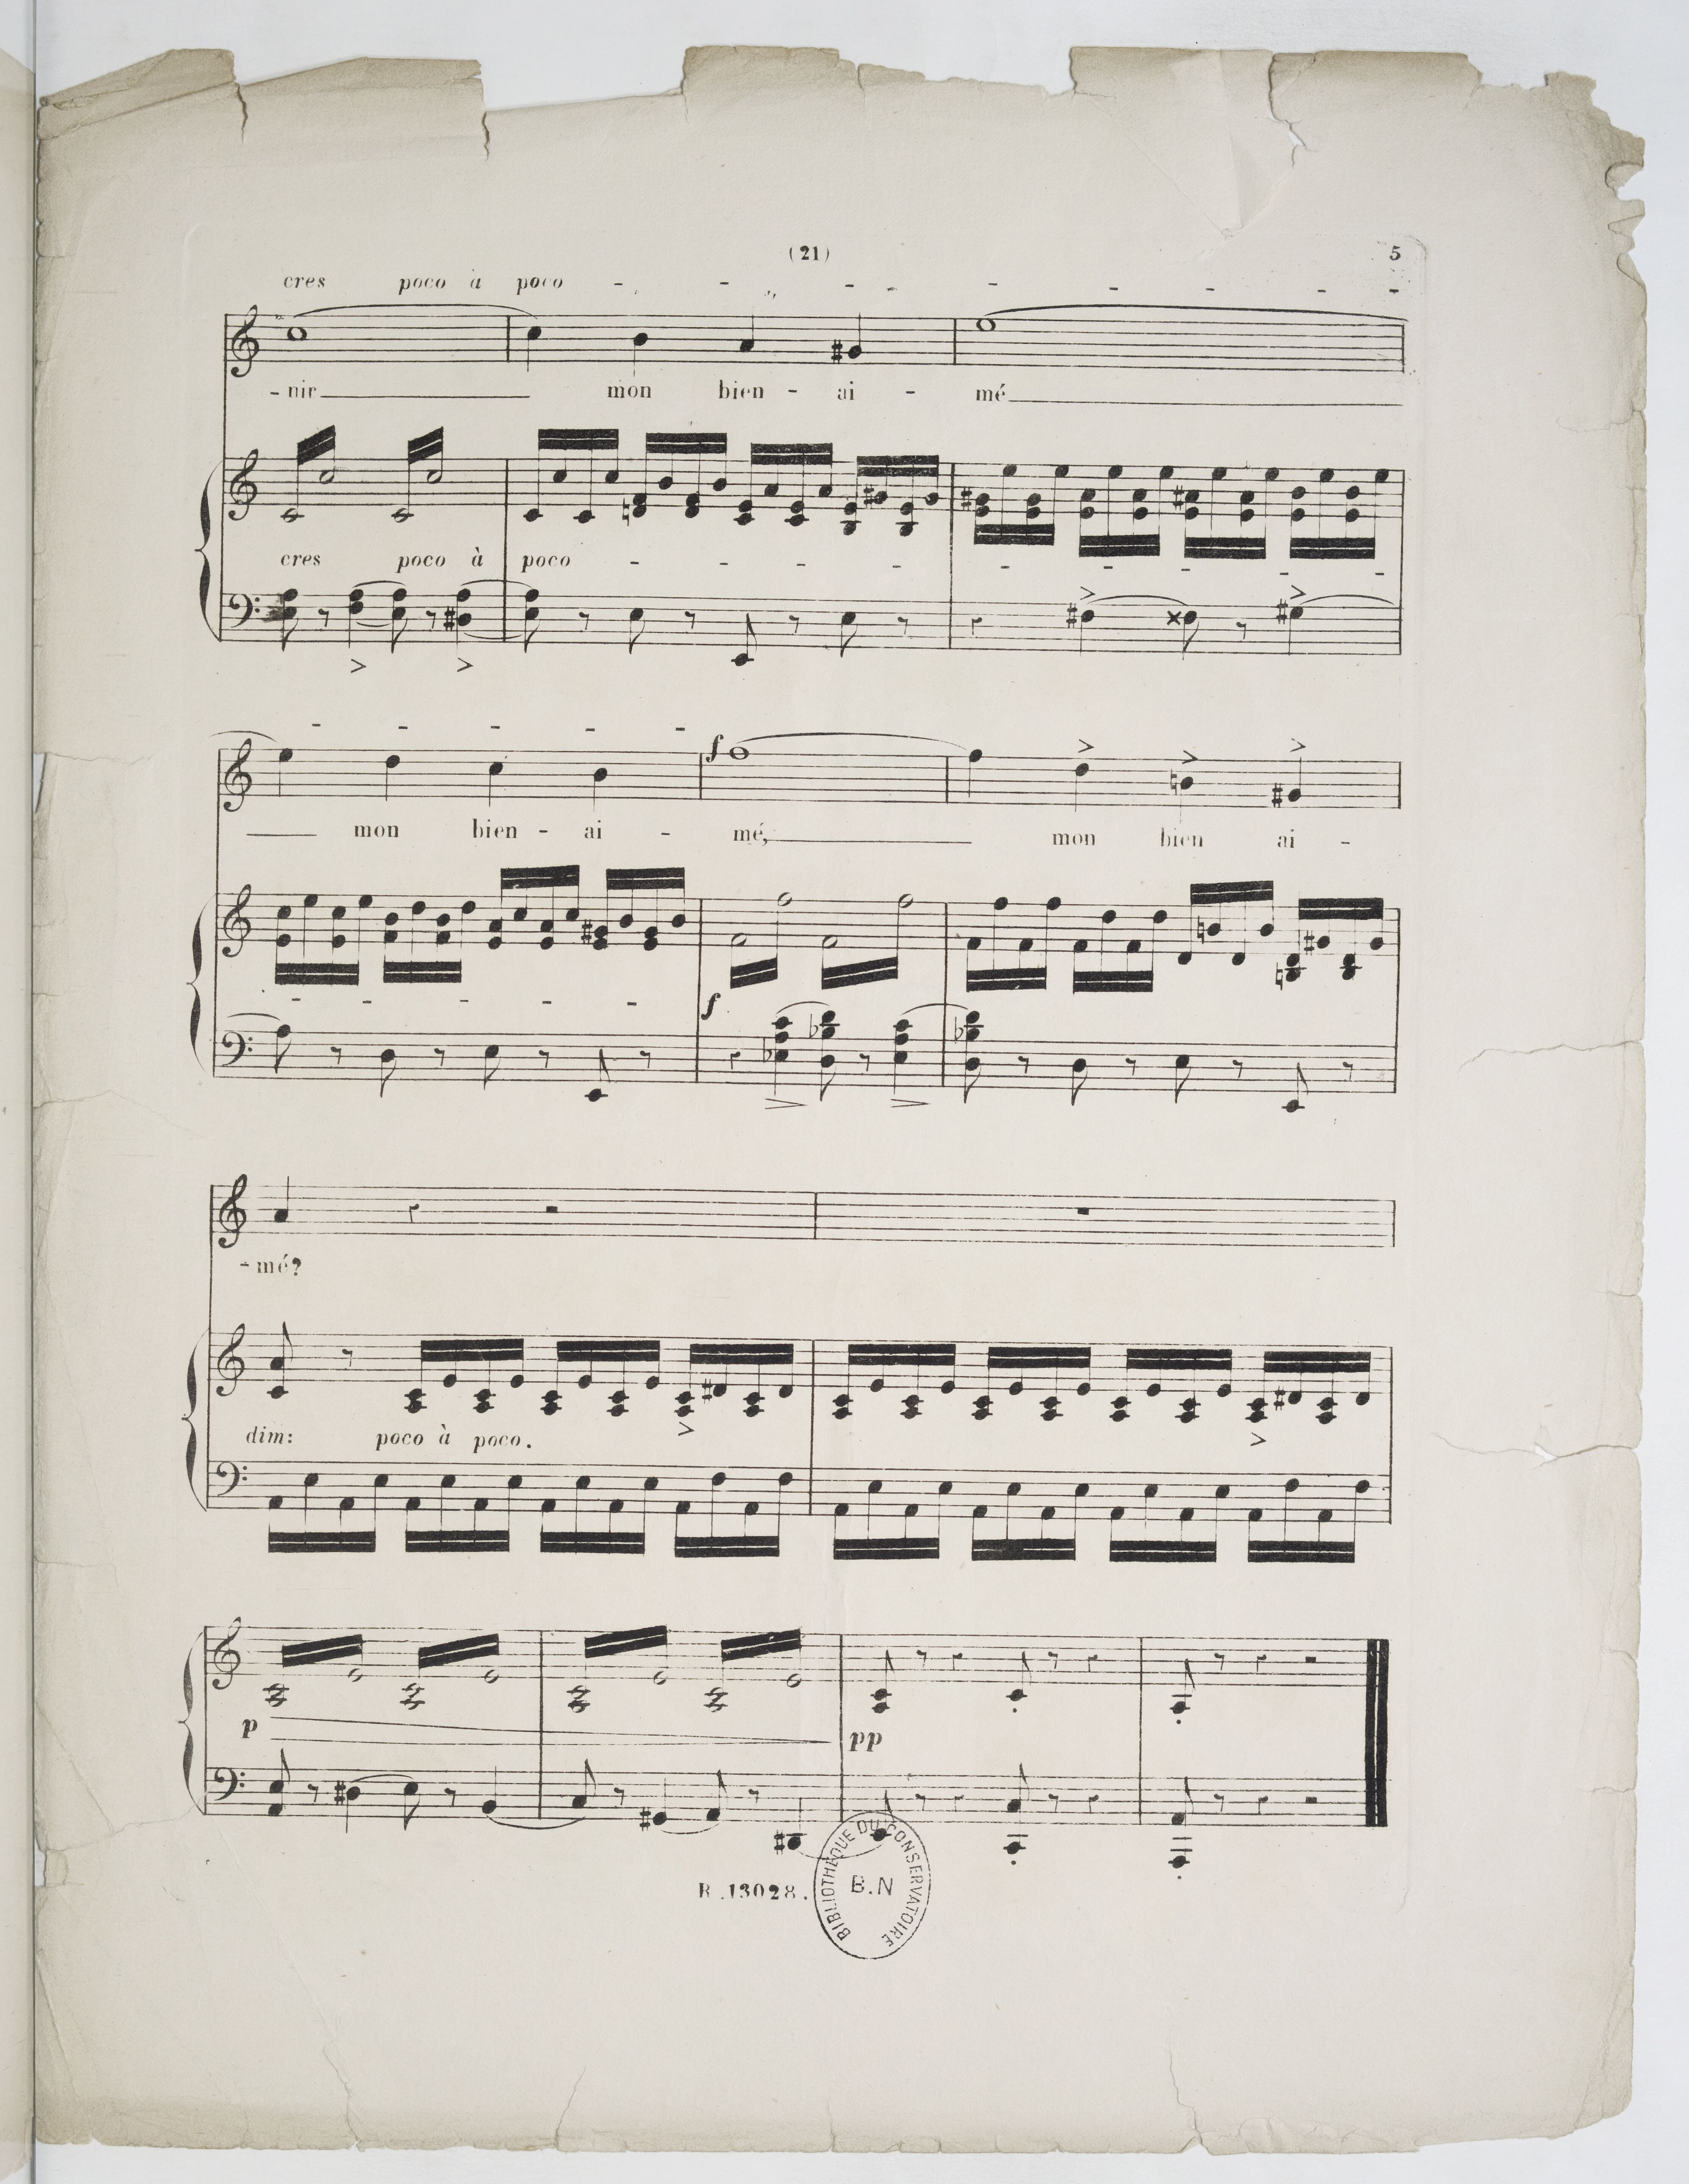 (21) 5
cres poco à poco - - - - - - - -
- nir mon bien - ai - mé
cres poco à poco - - - - - - - -
- - - - -
mon bien - ai - mé, mon bien ai -
f
- - - - -
f
- mé?
dim: poco à poco.
p pp
R. 13028.
BIBLIOTHÈQUE DU CONSERVATOIRE
B.N